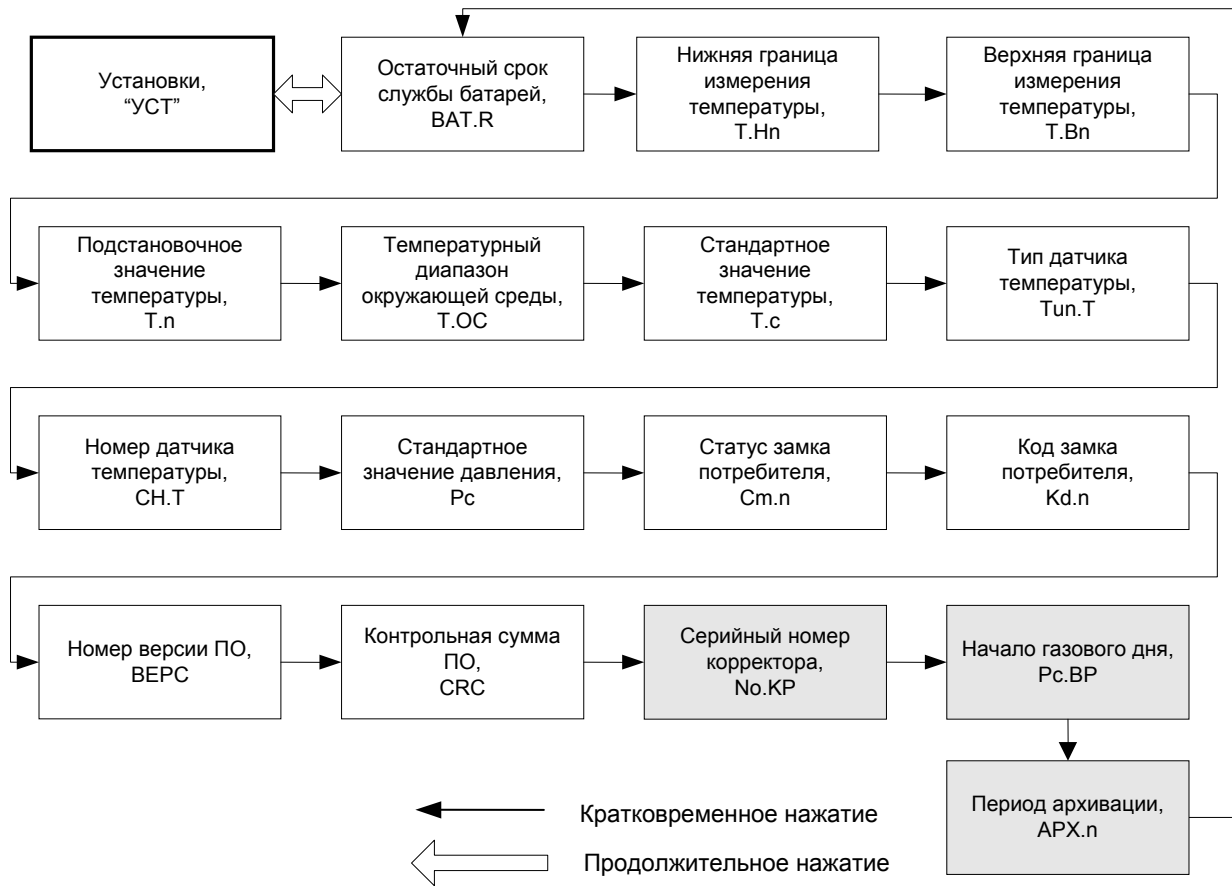 Установки,
“УСТ”
Остаточный срок
службы батарей,
BAT.R
Нижняя граница
измерения
температуры,
T.Hn
Верхняя граница
измерения
температуры,
T.Bn
Подстановочное
значение
температуры,
T.n
Температурный
диапазон
окружающей среды,
T.OC
Стандартное
значение
температуры,
T.c
Тип датчика
температуры,
Tun.T
Номер датчика
температуры,
CH.T
Стандартное
значение давления,
Pc
Статус замка
потребителя,
Cm.n
Код замка
потребителя,
Kd.n
Номер версии ПО,
ВЕРС
Контрольная сумма
ПО,
CRC
Серийный номер
корректора,
No.KP
Начало газового дня,
Pc.BP
Период архивации,
APX.n
Кратковременное нажатие
Продолжительное нажатие